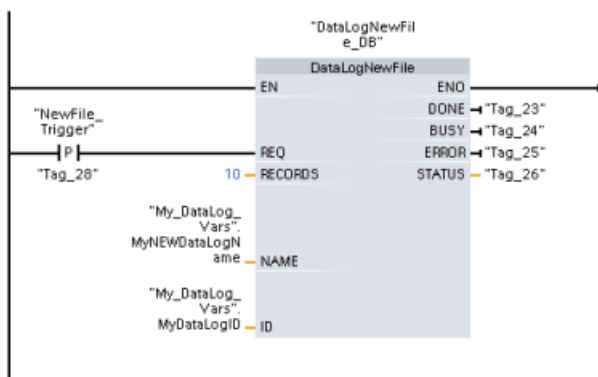 "DataLogNewFil
e_DB"
DataLogNewFile
EN ENO
DONE "Tag_23"
"NewFile_
Trigger"
BUSY "Tag_24"
P REQ ERROR "Tag_25"
"Tag_28" 10 RECORDS STATUS "Tag_26"
"My_DataLog_
Vars".
MyNEWDataLogN
ame NAME
"My_DataLog_
Vars".
MyDataLogID ID